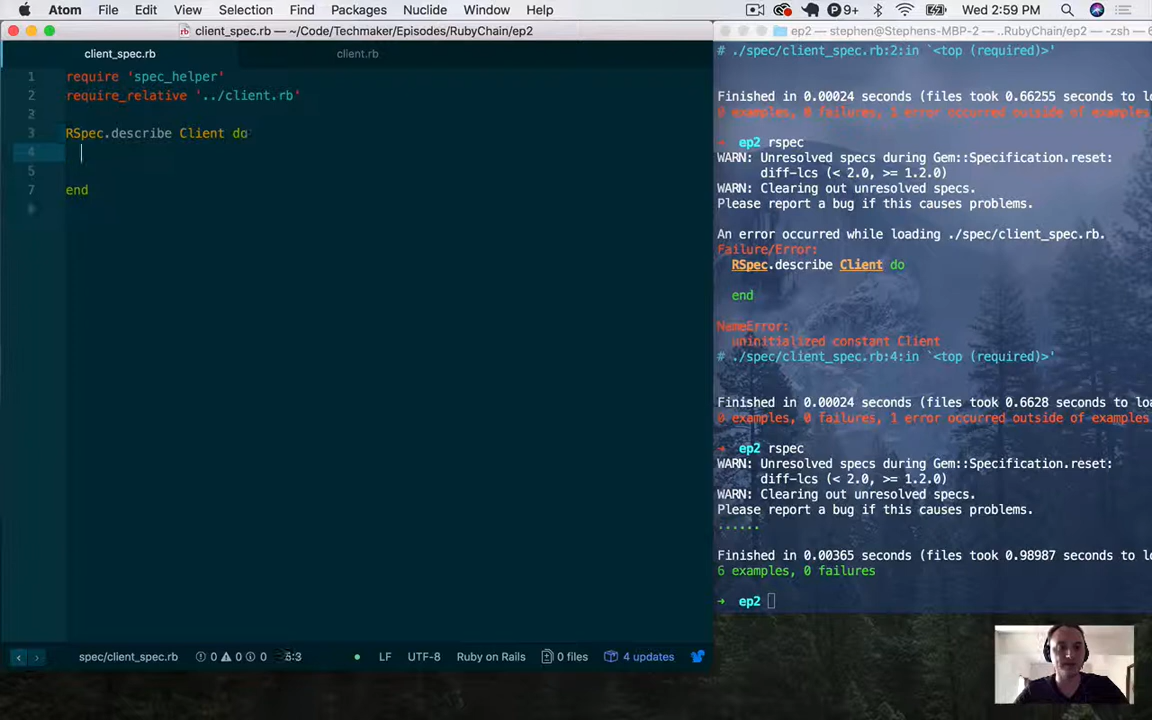 Atom File Edit View Selection Find Packages Nuclide Window Help
9+ Wed 2:59 PM
client_spec.rb — ~/Code/Techmaker/Episodes/RubyChain/ep2
ep2 — stephen@Stephens-MBP-2 — ..RubyChain/ep2 — -zsh
client_spec.rb client.rb
1 require 'spec_helper'
2 require_relative '../client.rb'
3 RSpec.describe Client do
4
5
7 end
8
# ./spec/client_spec.rb:2:in `<top (required)>'
Finished in 0.00024 seconds (files took 0.66255 seconds to lo
0 examples, 0 failures, 1 error occurred outside of examples
→ ep2 rspec
WARN: Unresolved specs during Gem::Specification.reset:
diff-lcs (< 2.0, >= 1.2.0)
WARN: Clearing out unresolved specs.
Please report a bug if this causes problems.
An error occurred while loading ./spec/client_spec.rb.
Failure/Error:
RSpec.describe Client do
end
NameError:
uninitialized constant Client
# ./spec/client_spec.rb:4:in `<top (required)>'
Finished in 0.00024 seconds (files took 0.6628 seconds to loa
0 examples, 0 failures, 1 error occurred outside of examples
→ ep2 rspec
WARN: Unresolved specs during Gem::Specification.reset:
diff-lcs (< 2.0, >= 1.2.0)
WARN: Clearing out unresolved specs.
Please report a bug if this causes problems.
......
Finished in 0.00365 seconds (files took 0.98987 seconds to lo
6 examples, 0 failures
→ ep2
spec/client_spec.rb 0 0 0 5:3 LF UTF-8 Ruby on Rails 0 files 4 updates